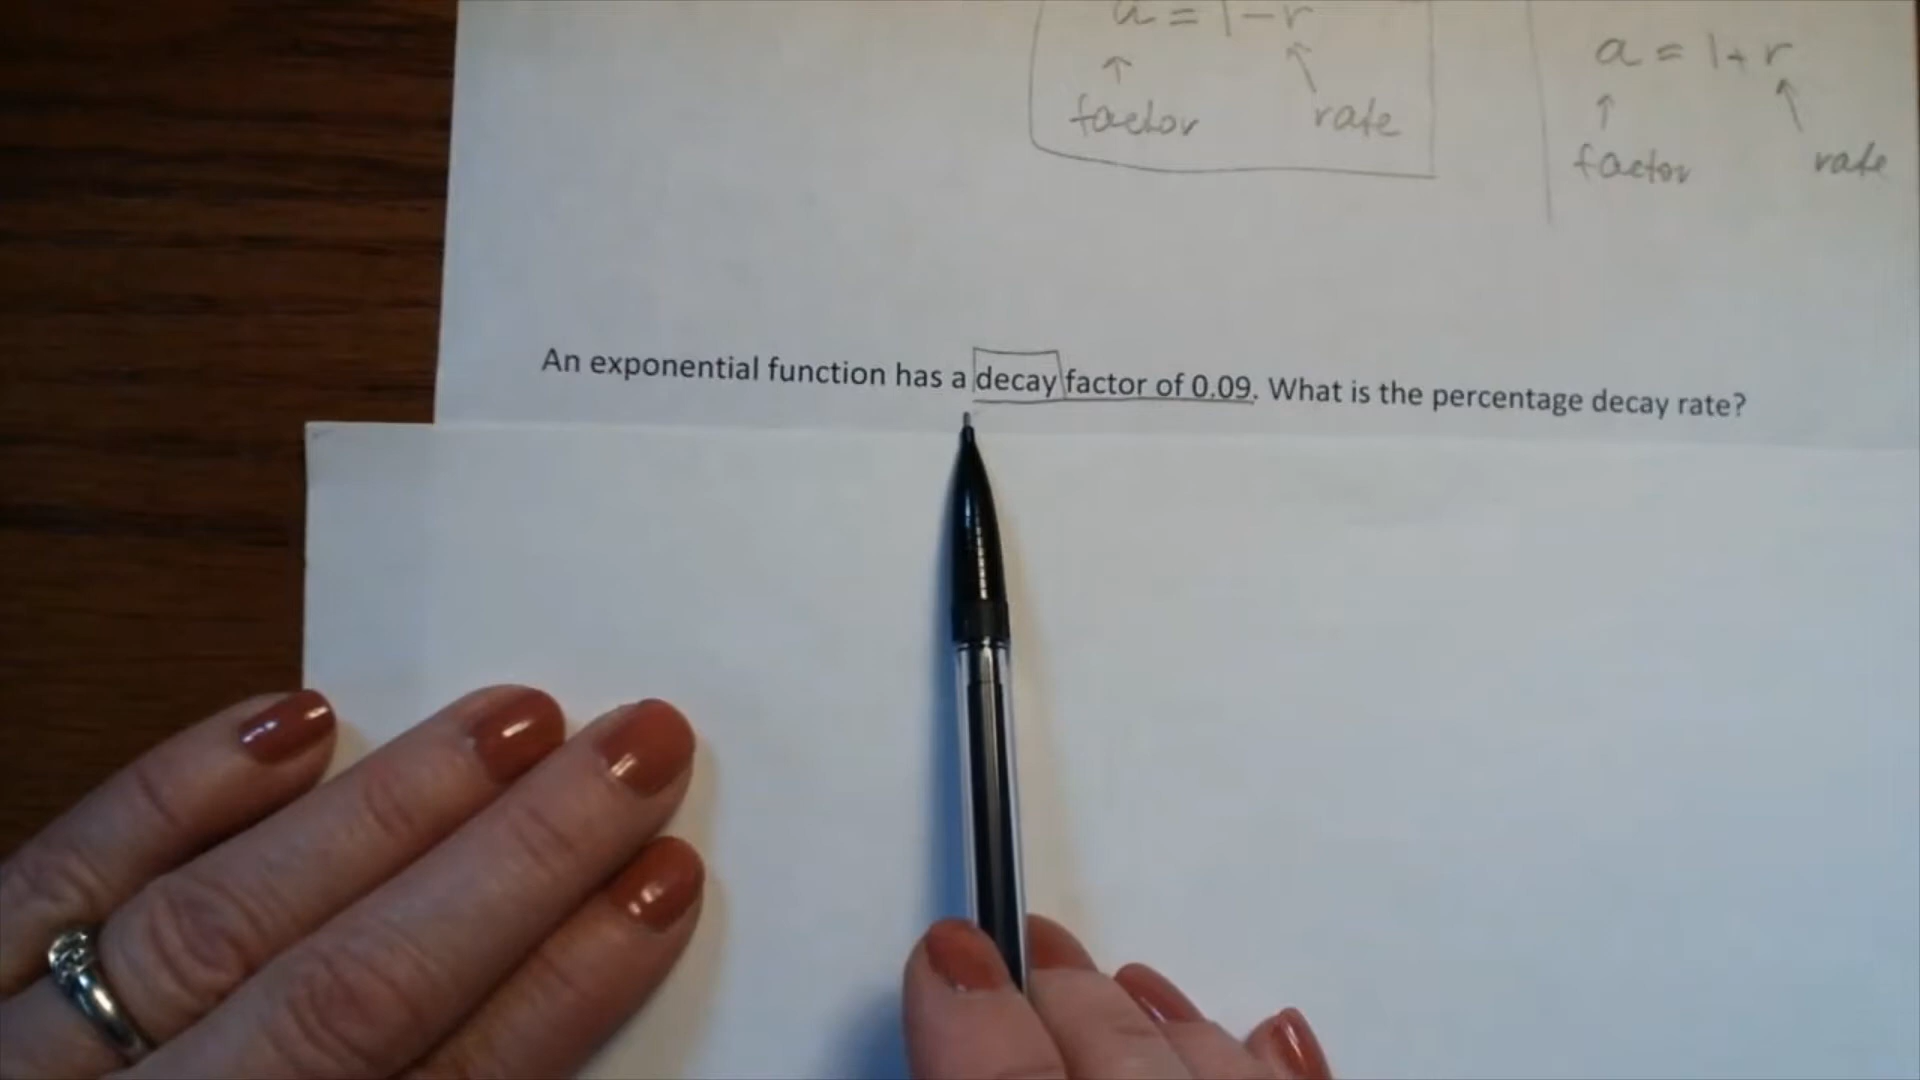 a = 1 - r
a = 1 + r
factor
rate
factor
rate
An exponential function has a decay factor of 0.09. What is the percentage decay rate?